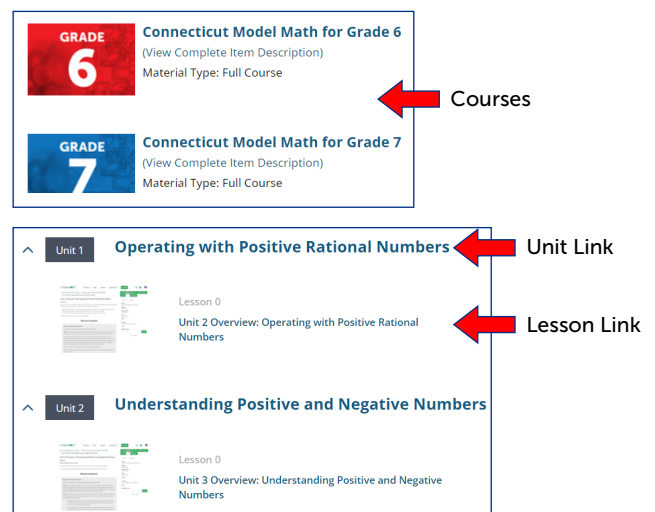 GRADE
6
Connecticut Model Math for Grade 6
(View Complete Item Description)
Material Type: Full Course
Courses
GRADE
7
Connecticut Model Math for Grade 7
(View Complete Item Description)
Material Type: Full Course
Unit 1
Operating with Positive Rational Numbers
Unit Link
Lesson 0
Unit 2 Overview: Operating with Positive Rational
Numbers
Lesson Link
Unit 2
Understanding Positive and Negative Numbers
Lesson 0
Unit 3 Overview: Understanding Positive and Negative
Numbers